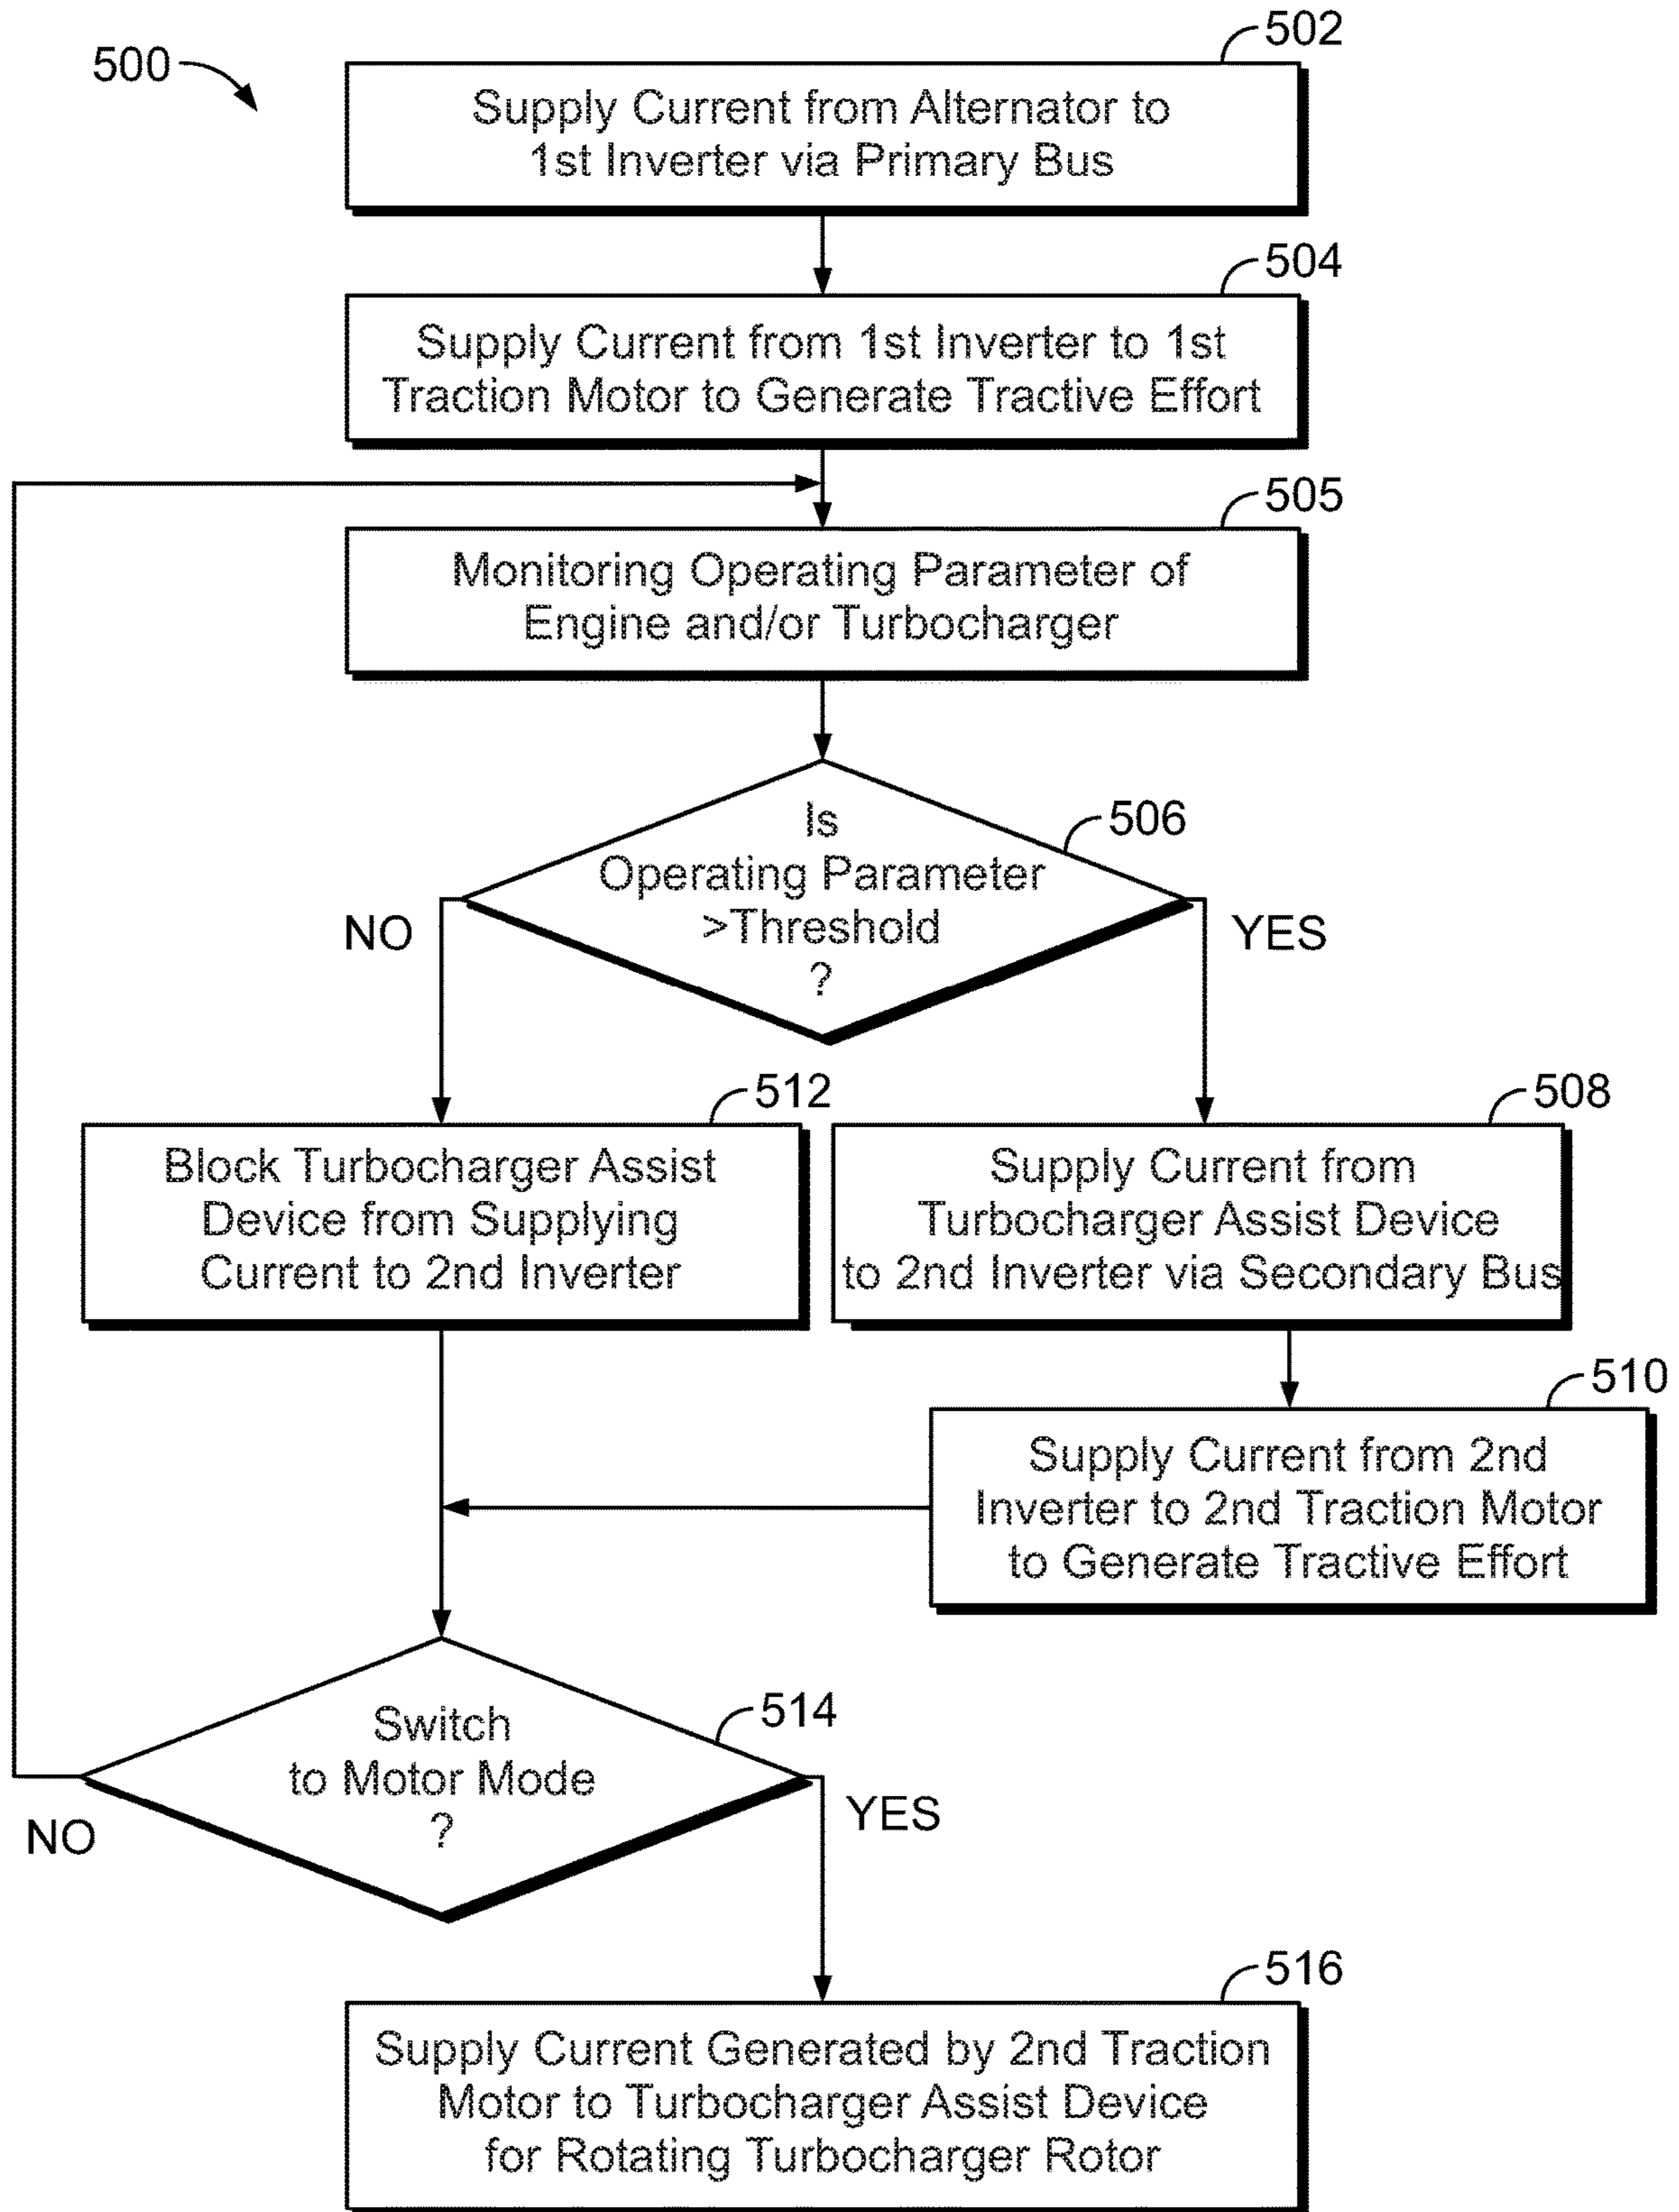 500
502
Supply Current from Alternator to
1st Inverter via Primary Bus
504
Supply Current from 1st Inverter to 1st
Traction Motor to Generate Tractive Effort
505
Monitoring Operating Parameter of
Engine and/or Turbocharger
506
Is
Operating Parameter
>Threshold
?
NO
YES
512
Block Turbocharger Assist
Device from Supplying
Current to 2nd Inverter
508
Supply Current from
Turbocharger Assist Device
to 2nd Inverter via Secondary Bus
510
Supply Current from 2nd
Inverter to 2nd Traction Motor
to Generate Tractive Effort
514
Switch
to Motor Mode
?
NO
YES
516
Supply Current Generated by 2nd Traction
Motor to Turbocharger Assist Device
for Rotating Turbocharger Rotor